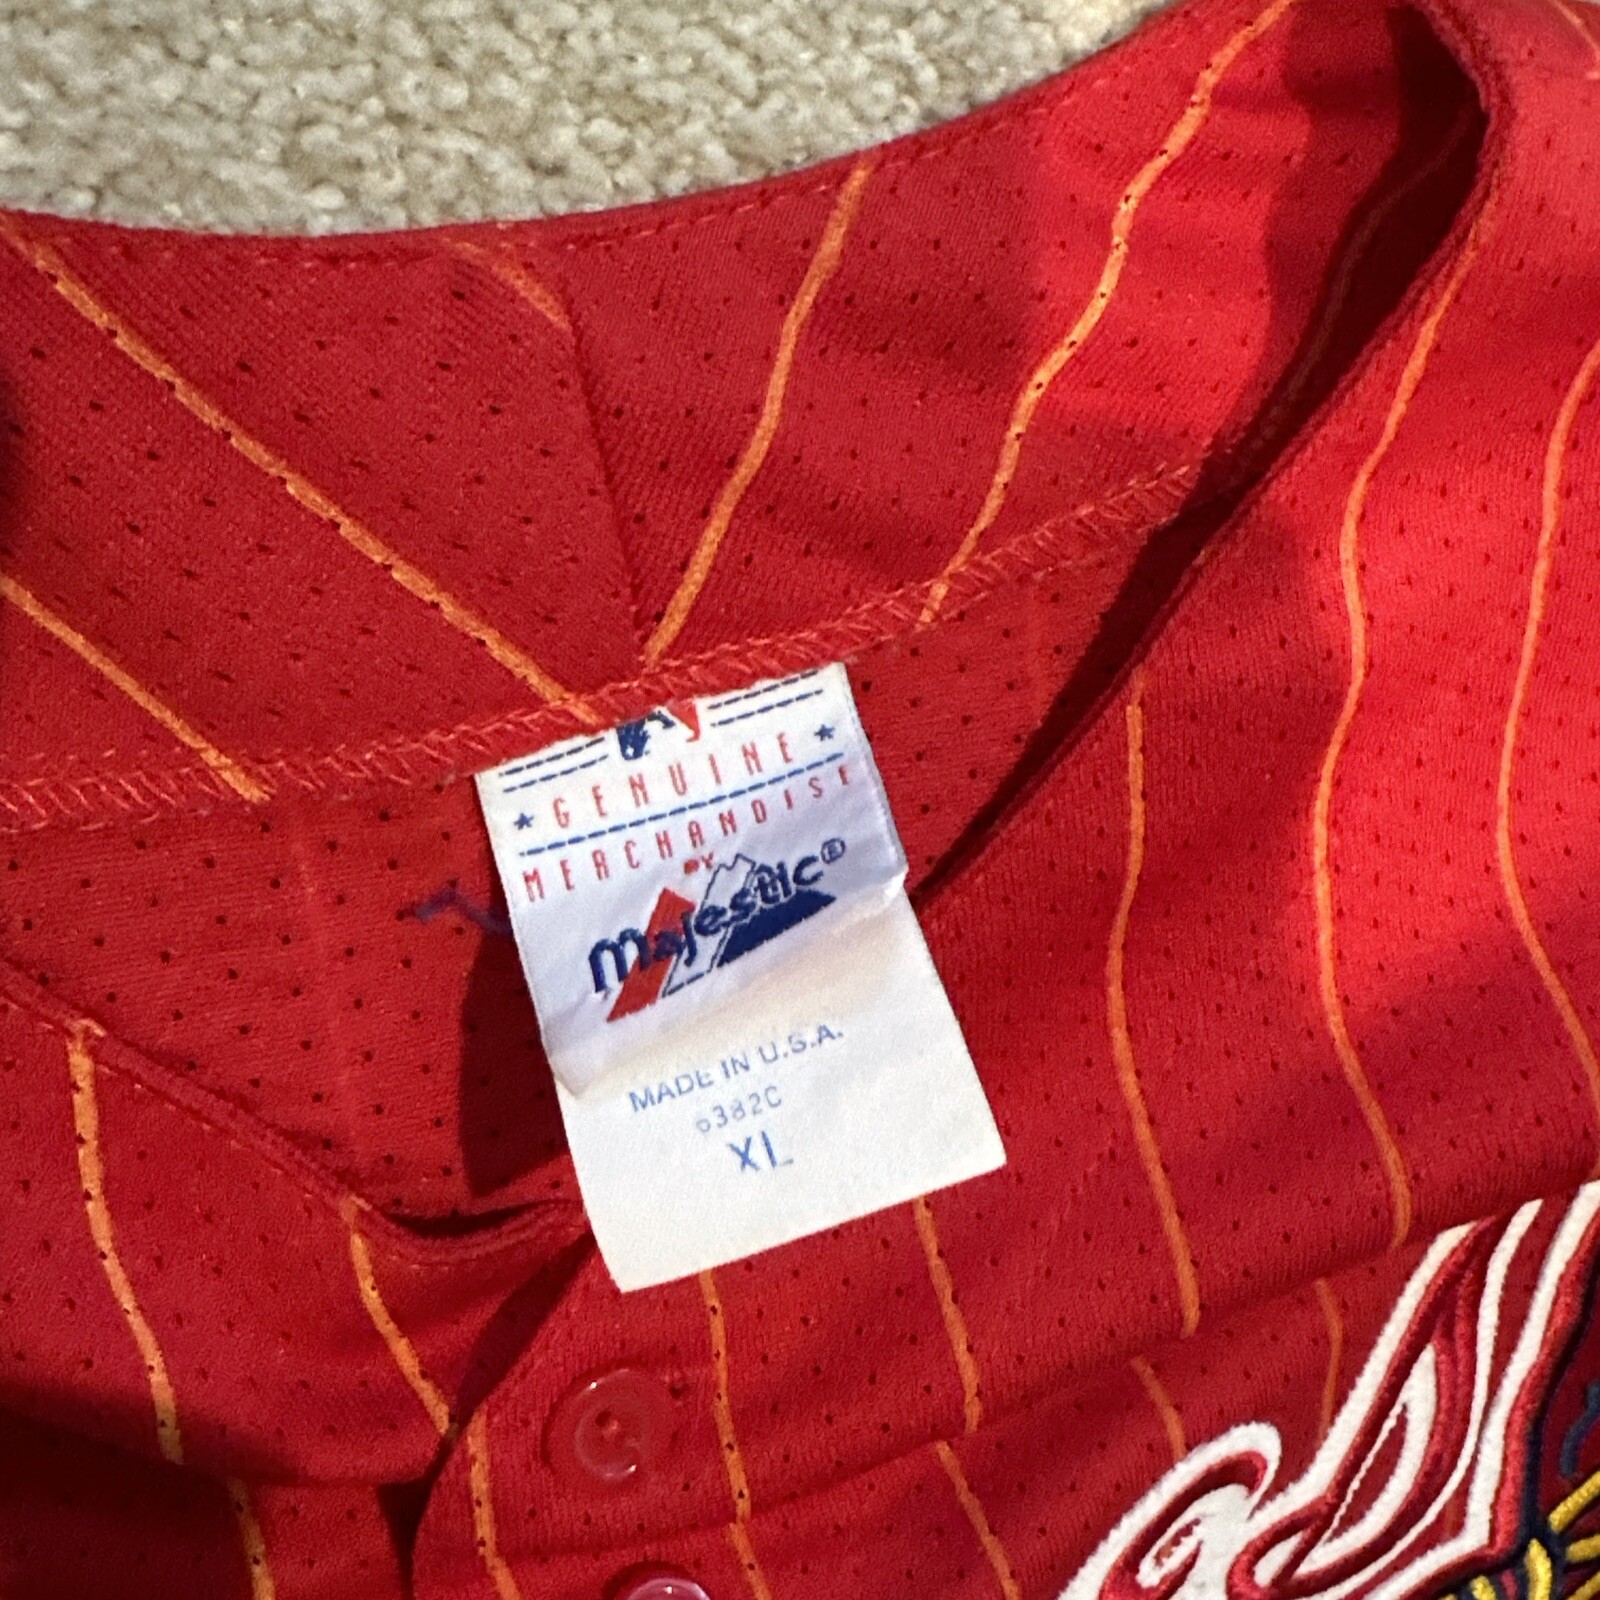 GENUINE
MERCHANDISE
BY
Majestic®
MADE IN U.S.A.
6382C
XL